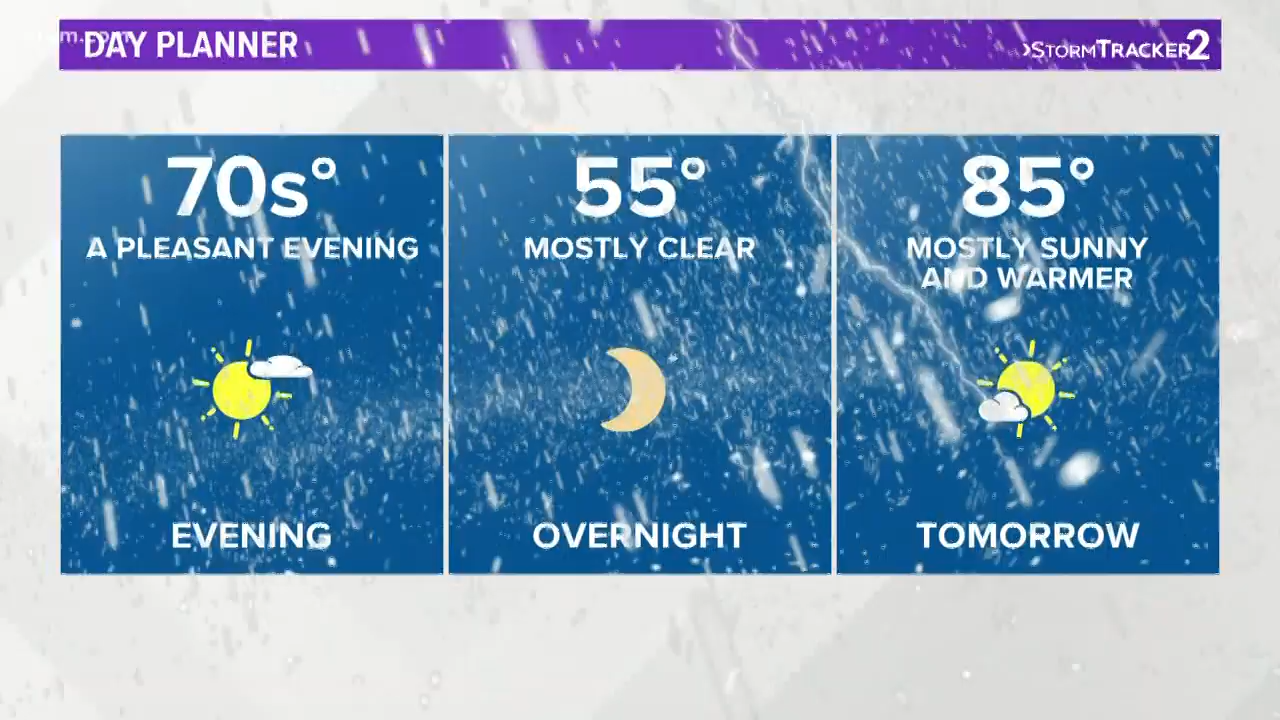 DAY PLANNER
›STORMTRACKER2
70s°
A PLEASANT EVENING
EVENING
55°
MOSTLY CLEAR
OVERNIGHT
85°
MOSTLY SUNNY
AND WARMER
TOMORROW